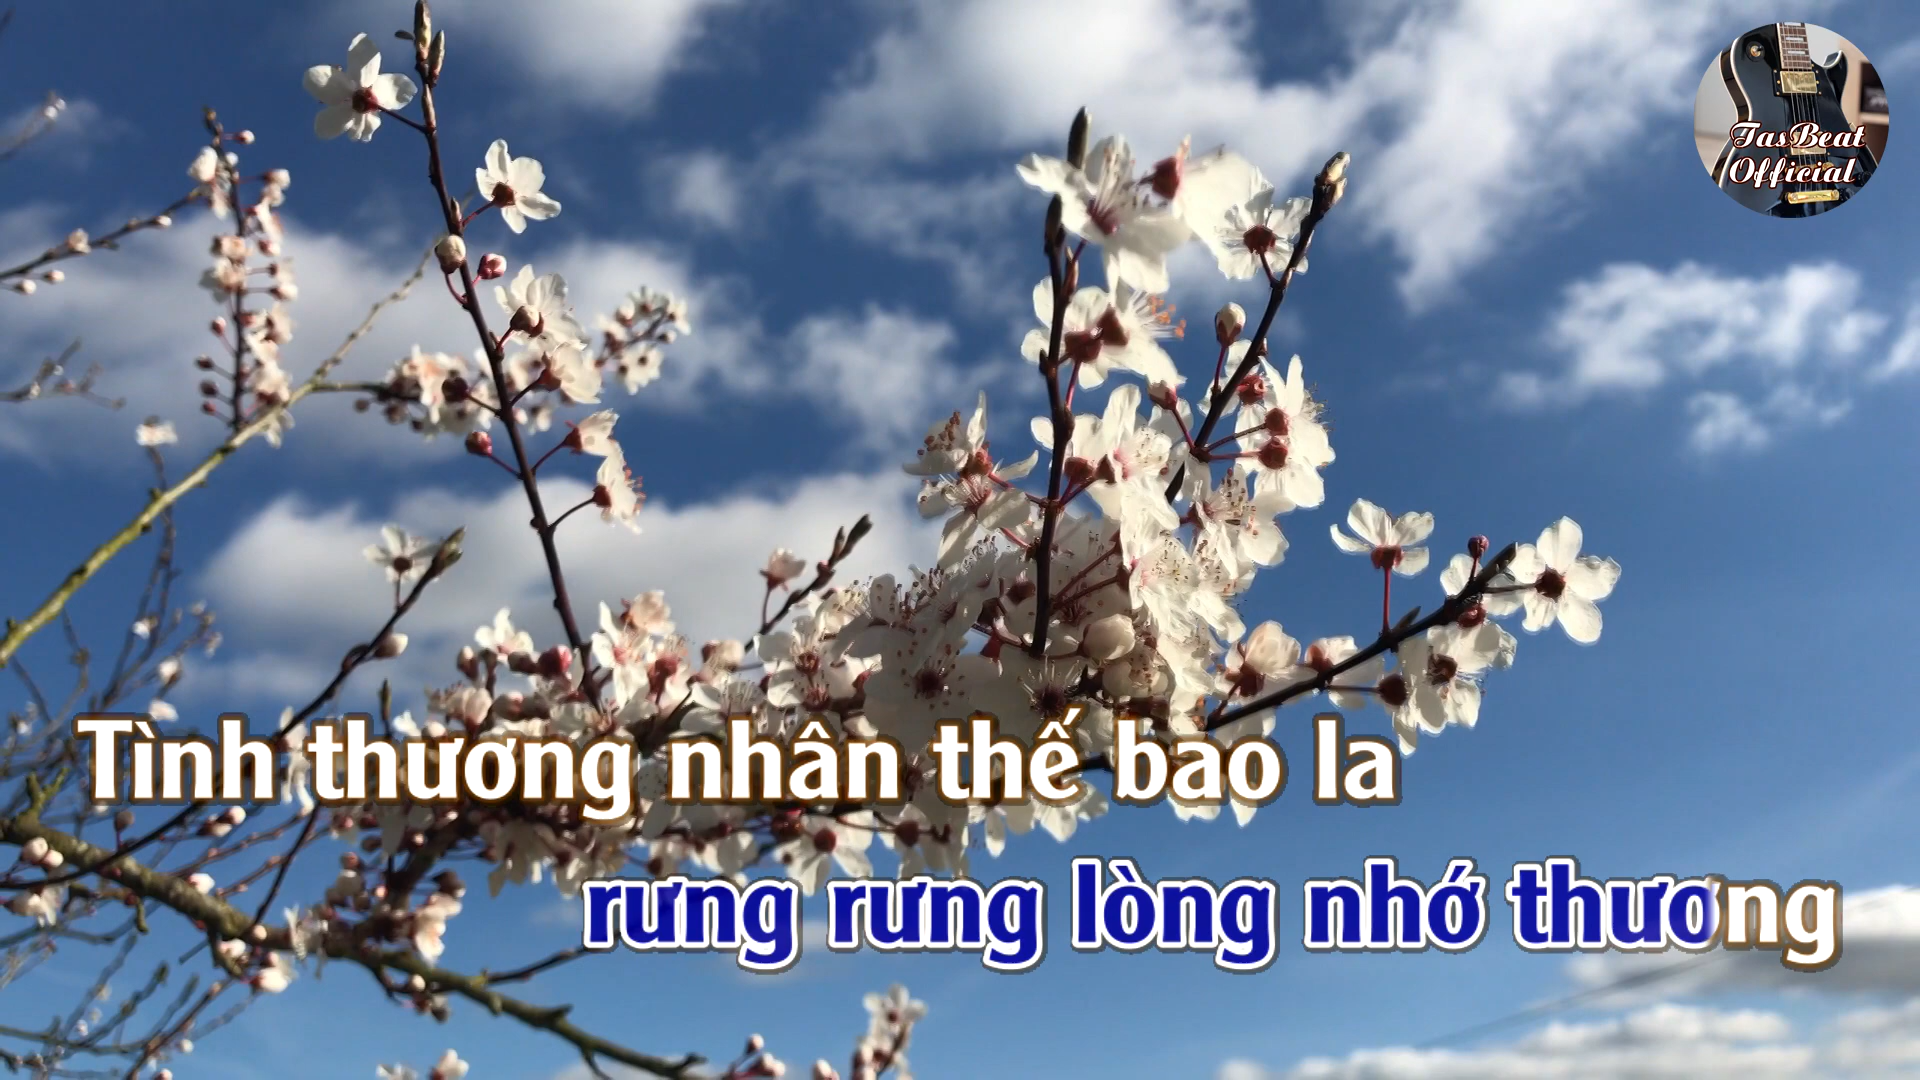 TasBeat
Official
Tình thương nhân thế bao la
rưng rưng lòng nhớ thương